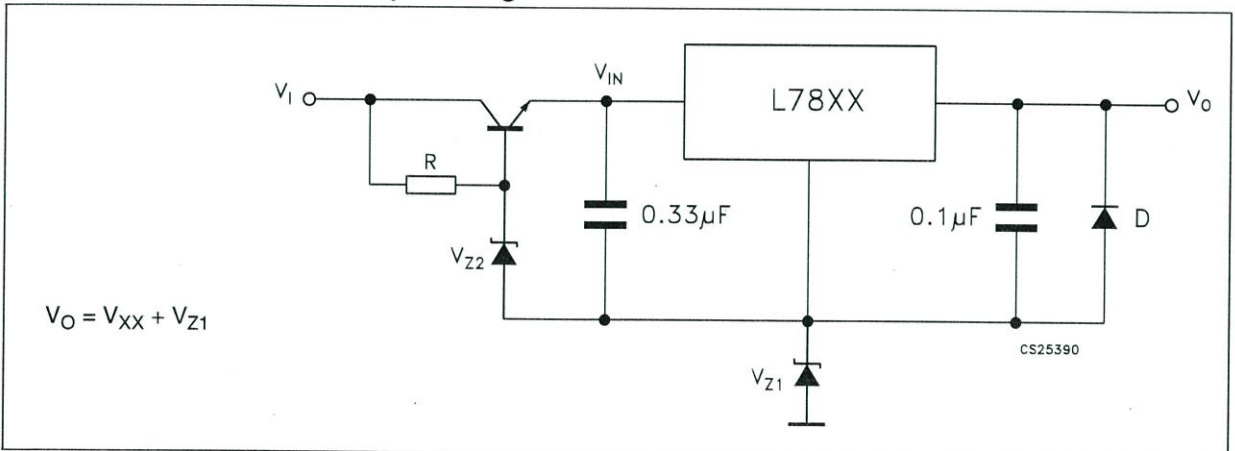 V_I
V_IN
L78XX
V_O
R
0.33μF
0.1μF
D
V_Z2
V_O = V_XX + V_Z1
CS25390
V_Z1